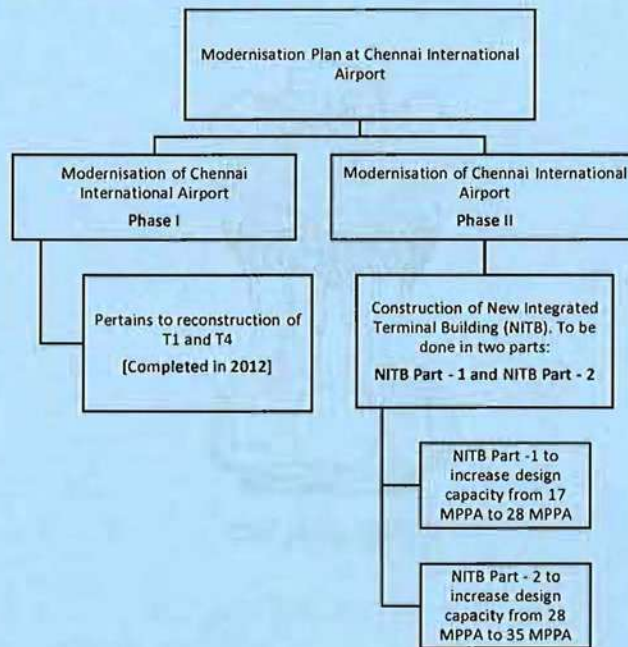 Modernisation Plan at Chennai International
Airport
Modernisation of Chennai
International Airport
Phase I
Modernisation of Chennai International
Airport
Phase II
Pertains to reconstruction of
T1 and T4
[Completed in 2012]
Construction of New Integrated
Terminal Building (NITB). To be
done in two parts:
NITB Part - 1 and NITB Part - 2
NITB Part -1 to
increase design
capacity from 17
MPPA to 28 MPPA
NITB Part - 2 to
increase design
capacity from 28
MPPA to 35 MPPA